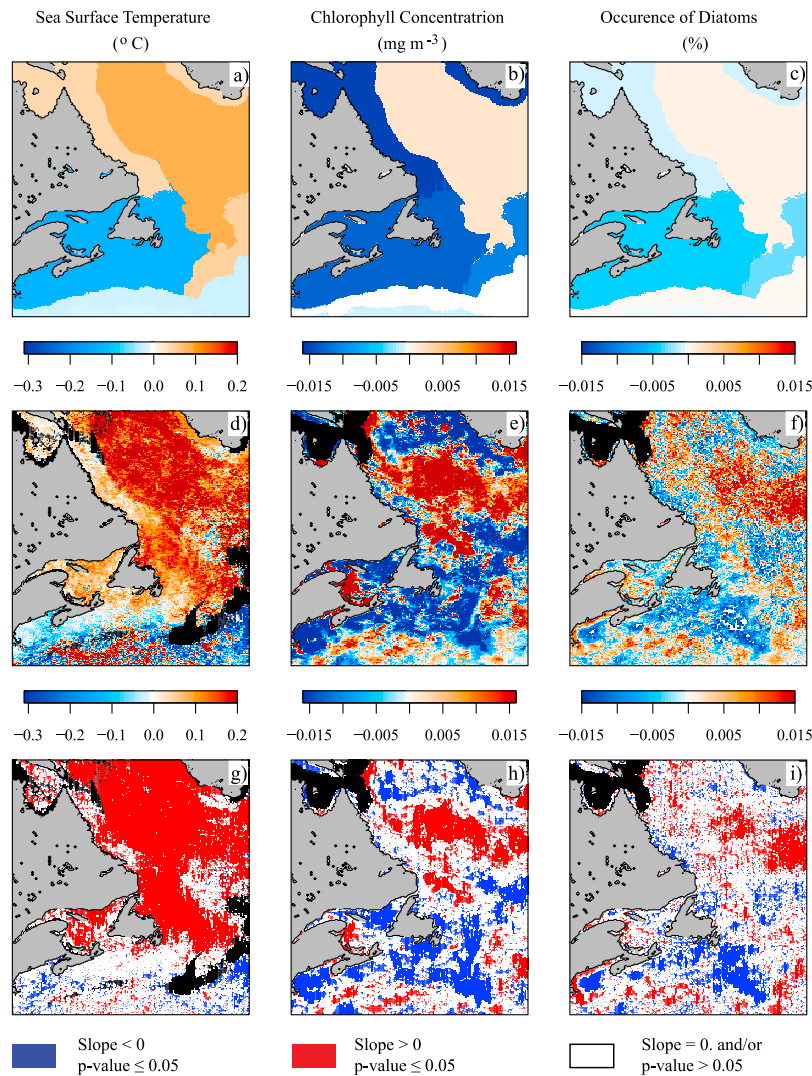 Sea Surface Temperature Chlorophyll Concentratrion Occurence of Diatoms
(º C) (mg m⁻³) (%)
a) b) c)
−0.3 −0.2 −0.1 0.0 0.1 0.2 −0.015 −0.005 0.005 0.015 −0.015 −0.005 0.005 0.015
d) e) f)
−0.3 −0.2 −0.1 0.0 0.1 0.2 −0.015 −0.005 0.005 0.015 −0.015 −0.005 0.005 0.015
g) h) i)
Slope < 0 Slope > 0 Slope = 0. and/or
p-value ≤ 0.05 p-value ≤ 0.05 p-value > 0.05